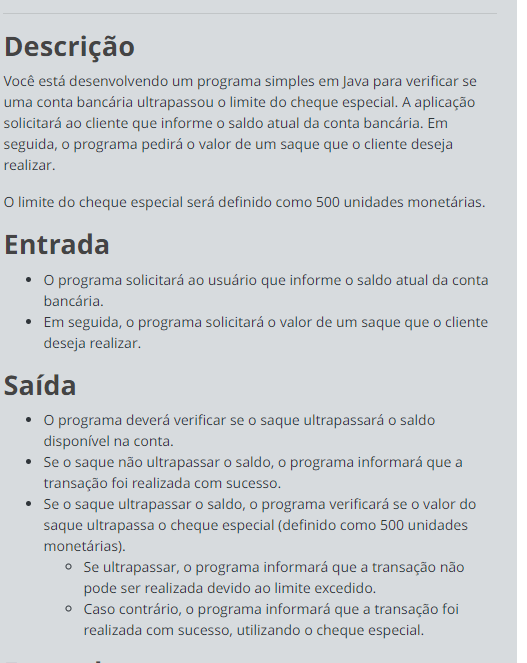 Descrição
Você está desenvolvendo um programa simples em Java para verificar se
uma conta bancária ultrapassou o limite do cheque especial. A aplicação
solicitará ao cliente que informe o saldo atual da conta bancária. Em
seguida, o programa pedirá o valor de um saque que o cliente deseja
realizar.
O limite do cheque especial será definido como 500 unidades monetárias.
Entrada
• O programa solicitará ao usuário que informe o saldo atual da conta
bancária.
• Em seguida, o programa solicitará o valor de um saque que o cliente
deseja realizar.
Saída
• O programa deverá verificar se o saque ultrapassará o saldo
disponível na conta.
• Se o saque não ultrapassar o saldo, o programa informará que a
transação foi realizada com sucesso.
• Se o saque ultrapassar o saldo, o programa verificará se o valor do
saque ultrapassa o cheque especial (definido como 500 unidades
monetárias).
◦ Se ultrapassar, o programa informará que a transação não
pode ser realizada devido ao limite excedido.
◦ Caso contrário, o programa informará que a transação foi
realizada com sucesso, utilizando o cheque especial.